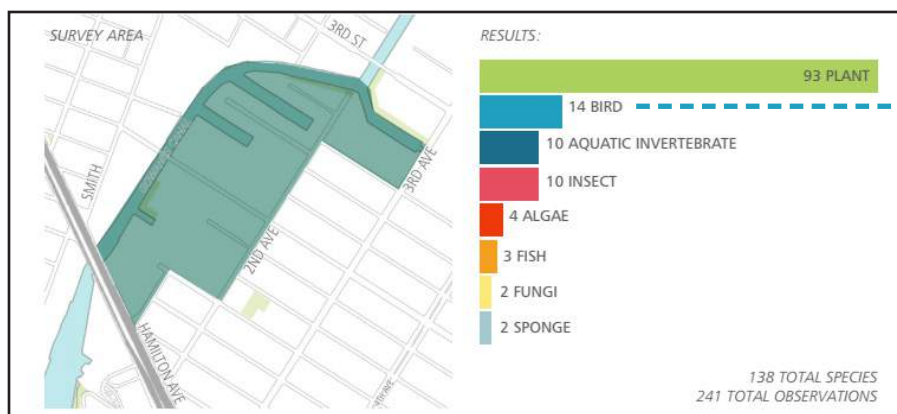 SURVEY AREA
3RD ST
SMITH
2ND AVE
3RD AVE
HAMILTON AVE
RESULTS:
93 PLANT
14 BIRD
10 AQUATIC INVERTEBRATE
10 INSECT
4 ALGAE
3 FISH
2 FUNGI
2 SPONGE
138 TOTAL SPECIES
241 TOTAL OBSERVATIONS